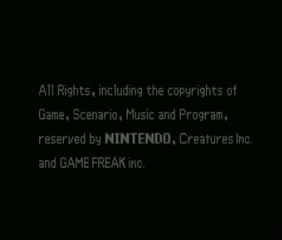 All Rights, including the copyrights of
Game, Scenario, Music and Program,
reserved by NINTENDO, Creatures Inc.
and GAME FREAK inc.